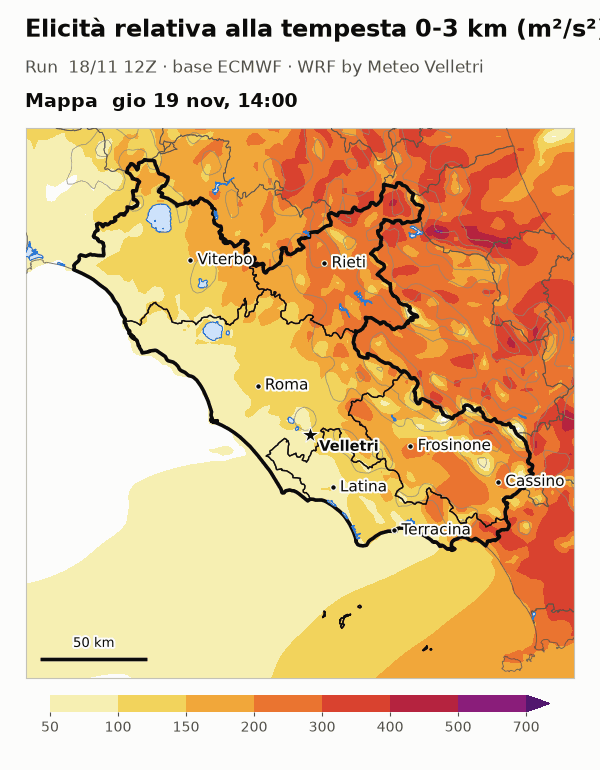 Elicità relativa alla tempesta 0-3 km (m²/s²)
Run 18/11 12Z · base ECMWF · WRF by Meteo Velletri
Mappa gio 19 nov, 14:00
Viterbo
Rieti
Roma
Velletri
Frosinone
Latina
Cassino
Terracina
50 km
50 100 150 200 300 400 500 700